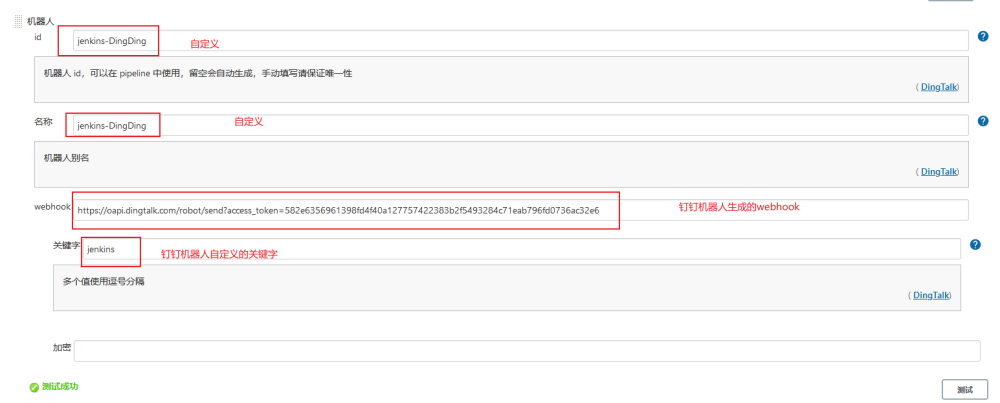 机器人
id
jenkins-DingDing
自定义
机器人 id，可以在 pipeline 中使用，留空会自动生成，手动填写请保证唯一性
( DingTalk)
名称
jenkins-DingDing
自定义
机器人别名
( DingTalk)
webhook
https://oapi.dingtalk.com/robot/send?access_token=582e6356961398fd4f40a127757422383b2f5493284c71eab796fd0736ac32e6
钉钉机器人生成的webhook
关键字
jenkins
钉钉机器人自定义的关键字
多个值使用逗号分隔
( DingTalk)
加密
测试成功
测试